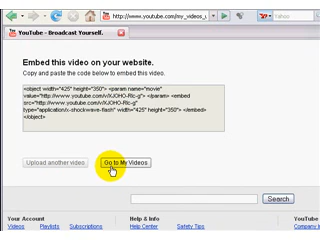 http://www.youtube.com/my_videos_u
Yahoo
YouTube - Broadcast Yourself.
Embed this video on your website.
Copy and paste the code below to embed this video.
<object width="425" height="350"> <param name="movie"
value="http://www.youtube.com/v/XJOHO-Rlc-g"> </param> <embed
src="http://www.youtube.com/v/XJOHO-Rlc-g"
type="application/x-shockwave-flash" width="425" height="350"> </embed>
</object>
Upload another video
Go to My Videos
Search
Your Account
Help & Info
YouTube
Videos
Playlists
Subscriptions
Help Center
Safety Tips
Company I